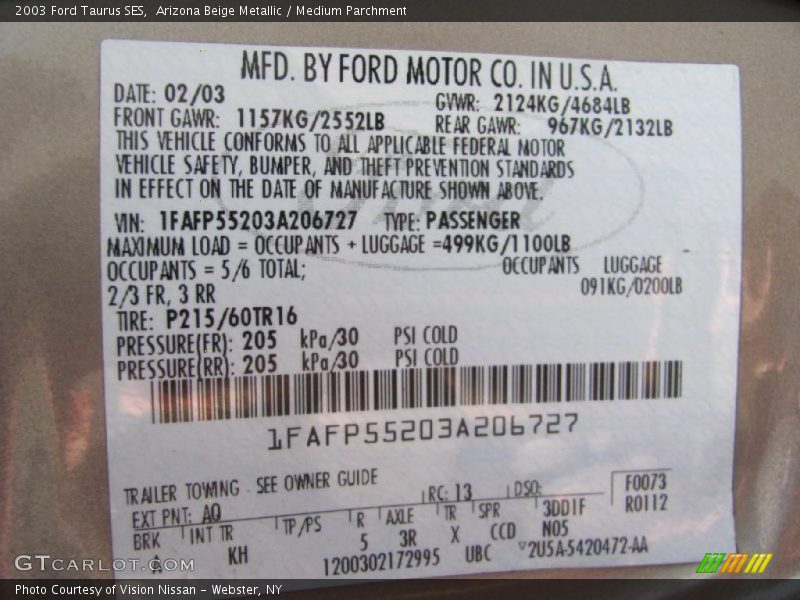 2003 Ford Taurus SES,  Arizona Beige Metallic / Medium Parchment
MFD. BY FORD MOTOR CO. IN U.S.A.
DATE: 02/03 GVWR: 2124KG/4684LB
FRONT GAWR: 1157KG/2552LB REAR GAWR: 967KG/2132LB
THIS VEHICLE CONFORMS TO ALL APPLICABLE FEDERAL MOTOR
VEHICLE SAFETY, BUMPER, AND THEFT PREVENTION STANDARDS
IN EFFECT ON THE DATE OF MANUFACTURE SHOWN ABOVE.
VIN: 1FAFP55203A206727 TYPE: PASSENGER
MAXIMUM LOAD = OCCUPANTS + LUGGAGE =499KG/1100LB
OCCUPANTS = 5/6 TOTAL; OCCUPANTS LUGGAGE
2/3 FR, 3 RR 091KG/0200LB
TIRE: P215/60TR16
PRESSURE(FR): 205 kPa/30 PSI COLD
PRESSURE(RR): 205 kPa/30 PSI COLD
1FAFP55203A206727
TRAILER TOWING - SEE OWNER GUIDE
EXT PNT: AQ RC: 13 DSO: F0073
BRK INT TR TP/PS R AXLE TR SPR 3DD1F R0112
A KH 5 3R X CCD N05
1200302172995 UBC 2U5A-5420472-AA
GTCARLOT.COM
Photo Courtesy of Vision Nissan - Webster, NY